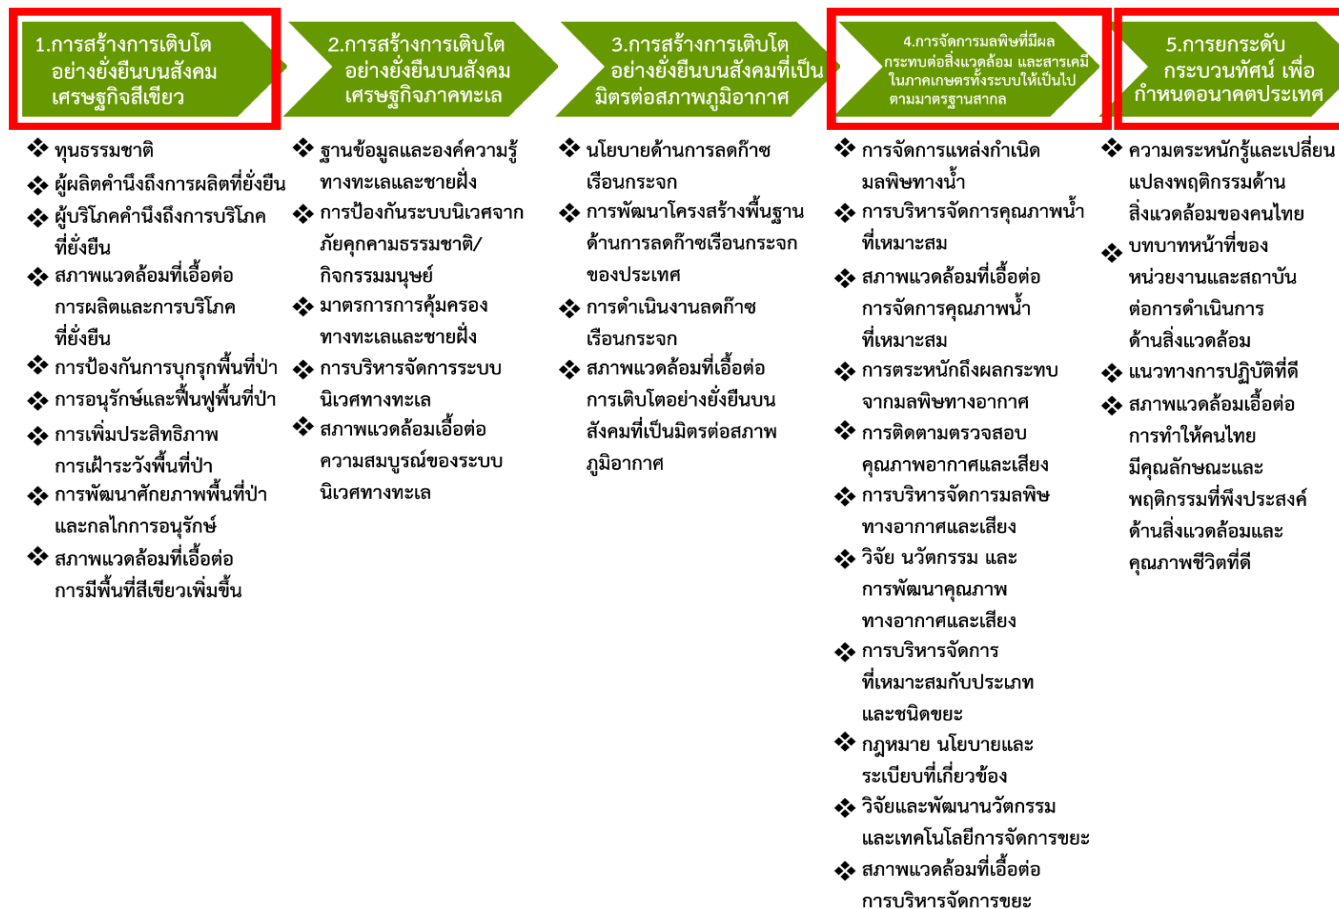 1.การสร้างการเติบโต
อย่างยั่งยืนบนสังคม
เศรษฐกิจสีเขียว
❖ ทุนธรรมชาติ
❖ ผู้ผลิตคำนึงถึงการผลิตที่ยั่งยืน
❖ ผู้บริโภคคำนึงถึงการบริโภค
ที่ยั่งยืน
❖ สภาพแวดล้อมที่เอื้อต่อ
การผลิตและการบริโภค
ที่ยั่งยืน
❖ การป้องกันการบุกรุกพื้นที่ป่า
❖ การอนุรักษ์และฟื้นฟูพื้นที่ป่า
❖ การเพิ่มประสิทธิภาพ
การเฝ้าระวังพื้นที่ป่า
❖ การพัฒนาศักยภาพพื้นที่ป่า
และกลไกการอนุรักษ์
❖ สภาพแวดล้อมที่เอื้อต่อ
การมีพื้นที่สีเขียวเพิ่มขึ้น
2.การสร้างการเติบโต
อย่างยั่งยืนบนสังคม
เศรษฐกิจภาคทะเล
❖ ฐานข้อมูลและองค์ความรู้
ทางทะเลและชายฝั่ง
❖ การป้องกันระบบนิเวศจาก
ภัยคุกคามธรรมชาติ/
กิจกรรมมนุษย์
❖ มาตรการการคุ้มครอง
ทางทะเลและชายฝั่ง
❖ การบริหารจัดการระบบ
นิเวศทางทะเล
❖ สภาพแวดล้อมเอื้อต่อ
ความสมบูรณ์ของระบบ
นิเวศทางทะเล
3.การสร้างการเติบโต
อย่างยั่งยืนบนสังคมที่เป็น
มิตรต่อสภาพภูมิอากาศ
❖ นโยบายด้านการลดก๊าซ
เรือนกระจก
❖ การพัฒนาโครงสร้างพื้นฐาน
ด้านการลดก๊าซเรือนกระจก
ของประเทศ
❖ การดำเนินงานลดก๊าซ
เรือนกระจก
❖ สภาพแวดล้อมที่เอื้อต่อ
การเติบโตอย่างยั่งยืนบน
สังคมที่เป็นมิตรต่อสภาพ
ภูมิอากาศ
4.การจัดการมลพิษที่มีผล
กระทบต่อสิ่งแวดล้อม และสารเคมี
ในภาคเกษตรทั้งระบบให้เป็นไป
ตามมาตรฐานสากล
❖ การจัดการแหล่งกำเนิด
มลพิษทางน้ำ
❖ การบริหารจัดการคุณภาพน้ำ
ที่เหมาะสม
❖ สภาพแวดล้อมที่เอื้อต่อ
การจัดการคุณภาพน้ำ
ที่เหมาะสม
❖ การตระหนักถึงผลกระทบ
จากมลพิษทางอากาศ
❖ การติดตามตรวจสอบ
คุณภาพอากาศและเสียง
❖ การบริหารจัดการมลพิษ
ทางอากาศและเสียง
❖ วิจัย นวัตกรรม และ
การพัฒนาคุณภาพ
ทางอากาศและเสียง
❖ การบริหารจัดการ
ที่เหมาะสมกับประเภท
และชนิดขยะ
❖ กฎหมาย นโยบายและ
ระเบียบที่เกี่ยวข้อง
❖ วิจัยและพัฒนานวัตกรรม
และเทคโนโลยีการจัดการขยะ
❖ สภาพแวดล้อมที่เอื้อต่อ
การบริหารจัดการขยะ
5.การยกระดับ
กระบวนทัศน์ เพื่อ
กำหนดอนาคตประเทศ
❖ ความตระหนักรู้และเปลี่ยน
แปลงพฤติกรรมด้าน
สิ่งแวดล้อมของคนไทย
❖ บทบาทหน้าที่ของ
หน่วยงานและสถาบัน
ต่อการดำเนินการ
ด้านสิ่งแวดล้อม
❖ แนวทางการปฏิบัติที่ดี
❖ สภาพแวดล้อมเอื้อต่อ
การทำให้คนไทย
มีคุณลักษณะและ
พฤติกรรมที่พึงประสงค์
ด้านสิ่งแวดล้อมและ
คุณภาพชีวิตที่ดี